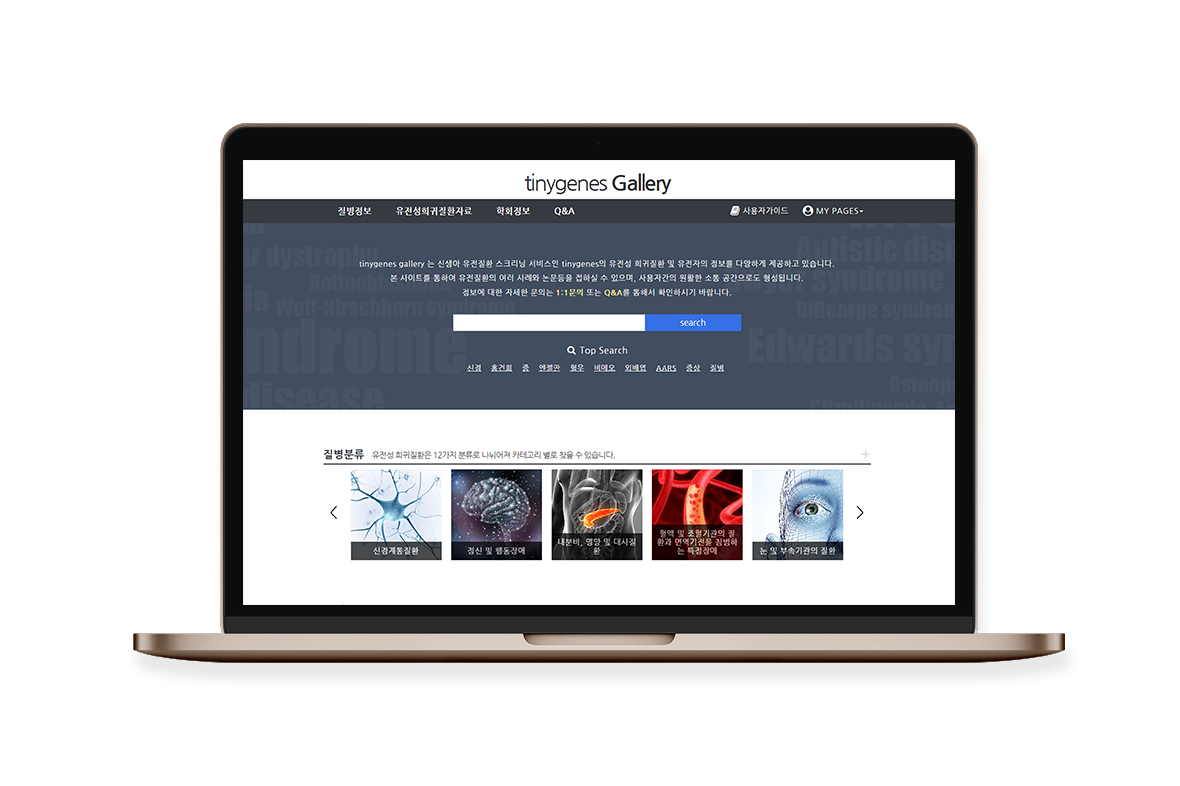 tinygenes Gallery
질병정보 유전성희귀질환자료 학회정보 Q&A 사용자가이드 MY PAGES
tinygenes gallery 는 신생아 유전질환 스크리닝 서비스인 tinygenes의 유전성 희귀질환 및 유전자의 정보를 다양하게 제공하고 있습니다.
본 사이트를 통하여 유전질환의 여러 사례와 논문등을 접하실 수 있으며, 사용자간의 원활한 소통 공간으로도 형성됩니다.
정보에 대한 자세한 문의는 1:1문의 또는 Q&A를 통해서 확인하시기 바랍니다.
ar dystrophy
Autistic
syndrome
Wolf-Hirschhorn syndrome
DiGeorge syndrom
ndrome
Edwards syn
disease
search
Top Search
신경 홍건희 증 엔젤만 혈우 비메오 외배엽 AARS 증상 질병
질병분류 유전성 희귀질환은 12가지 분류로 나뉘어져 카테고리 별로 찾을 수 있습니다. +
신경계통질환
정신 및 행동장애
내분비, 영양 및 대사질
환
혈액 및 조혈기관의 질
환과 면역기전을 침범하
는 특정장애
눈 및 부속기관의 질환